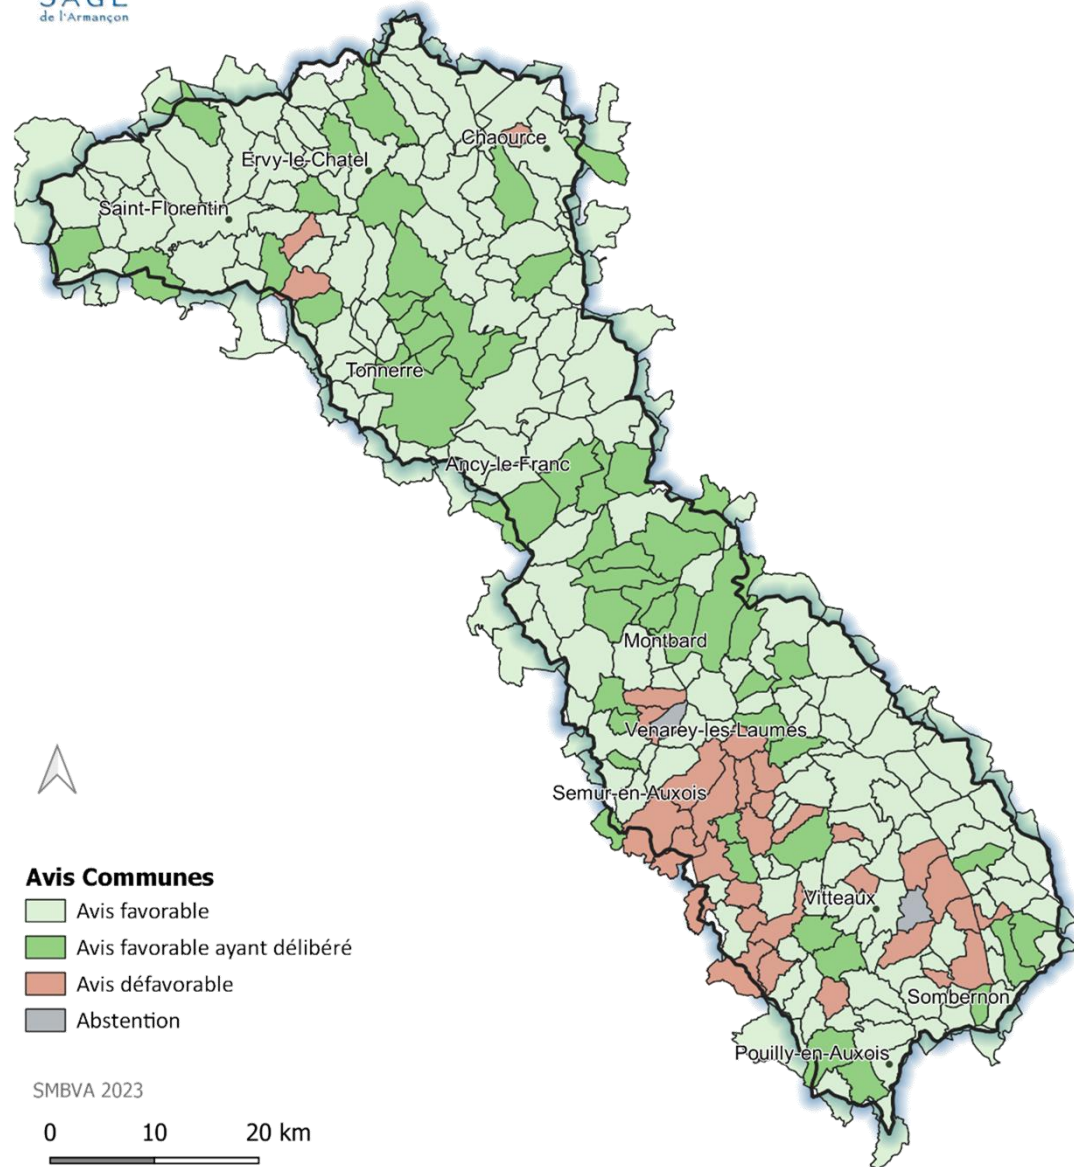 SAGE
de l'Armançon
Chaource
Ervy-le-Chatel
Saint-Florentin
Tonnerre
Ancy-le-Franc
Montbard
Venarey-les-Laumes
Semur-en-Auxois
Vitteaux
Sombernon
Pouilly-en-Auxois
Avis Communes
Avis favorable
Avis favorable ayant délibéré
Avis défavorable
Abstention
SMBVA 2023
0 10 20 km